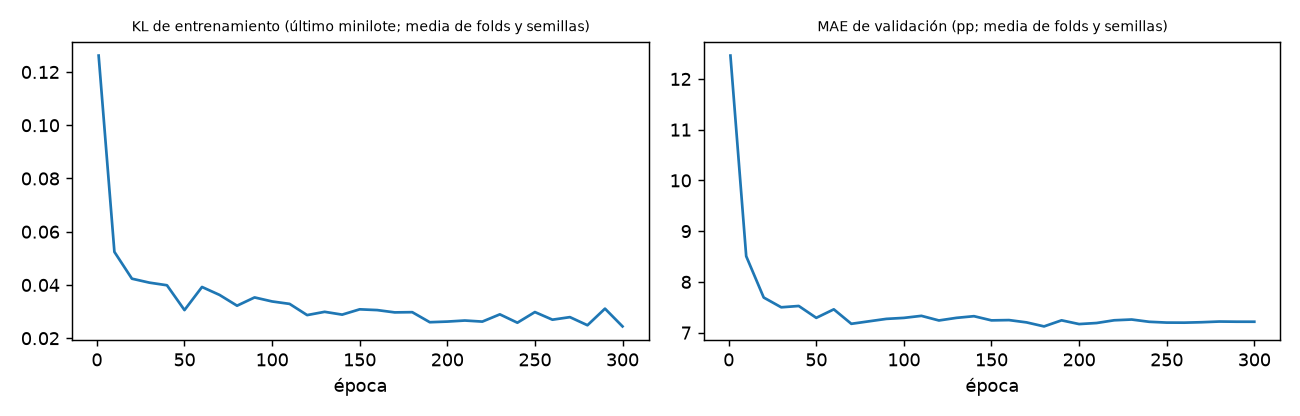 KL de entrenamiento (último minilote; media de folds y semillas)
0.12
0.10
0.08
0.06
0.04
0.02
0 50 100 150 200 250 300
época
MAE de validación (pp; media de folds y semillas)
12
11
10
9
8
7
0 50 100 150 200 250 300
época